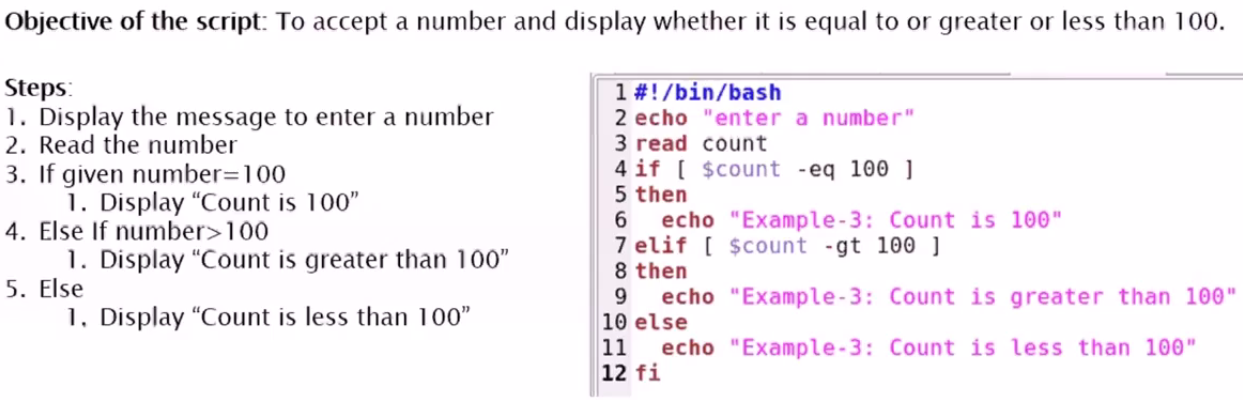 Objective of the script: To accept a number and display whether it is equal to or greater or less than 100.
Steps:
1. Display the message to enter a number
2. Read the number
3. If given number=100
1. Display “Count is 100”
4. Else If number>100
1. Display “Count is greater than 100”
5. Else
1. Display “Count is less than 100”
1 #!/bin/bash
2 echo "enter a number"
3 read count
4 if [ $count -eq 100 ]
5 then
6   echo "Example-3: Count is 100"
7 elif [ $count -gt 100 ]
8 then
9   echo "Example-3: Count is greater than 100"
10 else
11   echo "Example-3: Count is less than 100"
12 fi